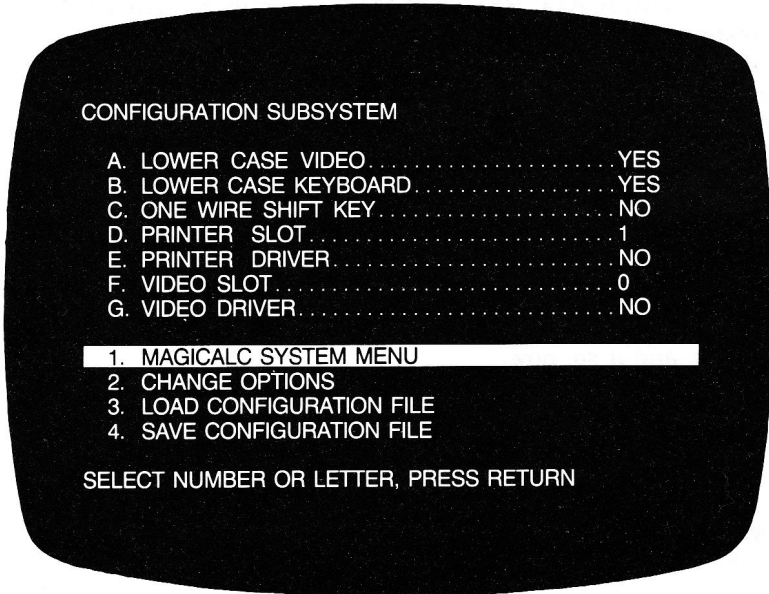 CONFIGURATION SUBSYSTEM
A. LOWER CASE VIDEO......................YES
B. LOWER CASE KEYBOARD..................YES
C. ONE WIRE SHIFT KEY.....................NO
D. PRINTER SLOT............................1
E. PRINTER DRIVER.........................NO
F. VIDEO SLOT..............................0
G. VIDEO DRIVER...........................NO
1. MAGICALC SYSTEM MENU
2. CHANGE OPTIONS
3. LOAD CONFIGURATION FILE
4. SAVE CONFIGURATION FILE
SELECT NUMBER OR LETTER, PRESS RETURN